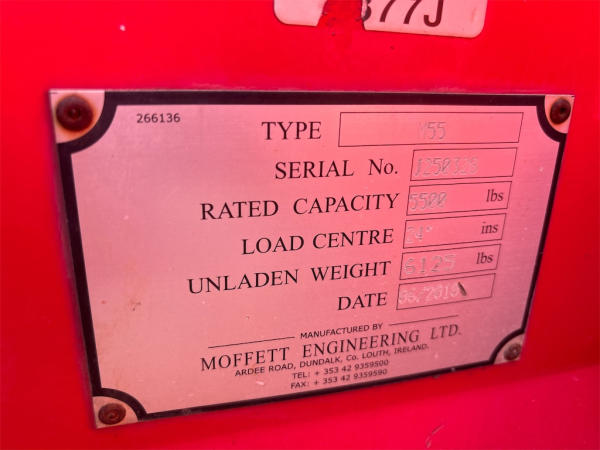 377J
266136
TYPE M55
SERIAL No.
RATED CAPACITY 5500 lbs
LOAD CENTRE 24" ins
UNLADEN WEIGHT lbs
DATE
MANUFACTURED BY
MOFFETT ENGINEERING LTD.
ARDEE ROAD, DUNDALK, Co. LOUTH, IRELAND.
TEL: + 353 42 9359500
FAX: + 353 42 9359590